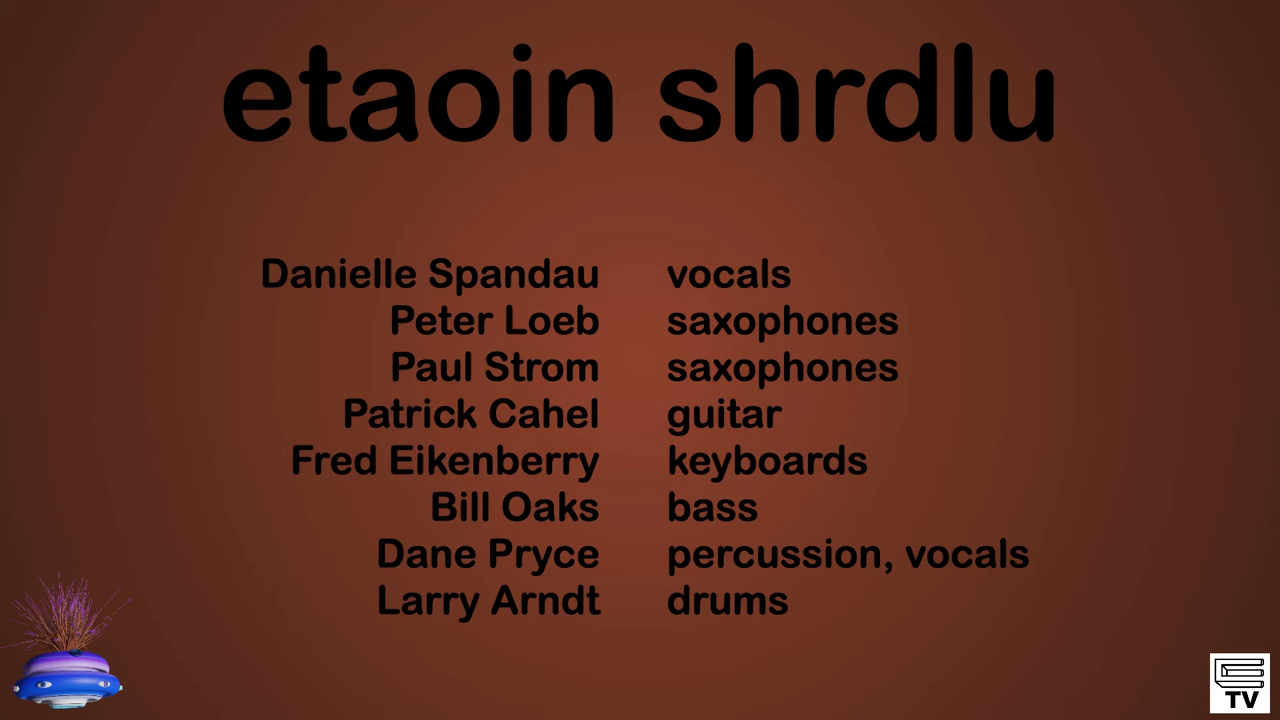 etaoin shrdlu
Danielle Spandau vocals
Peter Loeb saxophones
Paul Strom saxophones
Patrick Cahel guitar
Fred Eikenberry keyboards
Bill Oaks bass
Dane Pryce percussion, vocals
Larry Arndt drums
E
TV